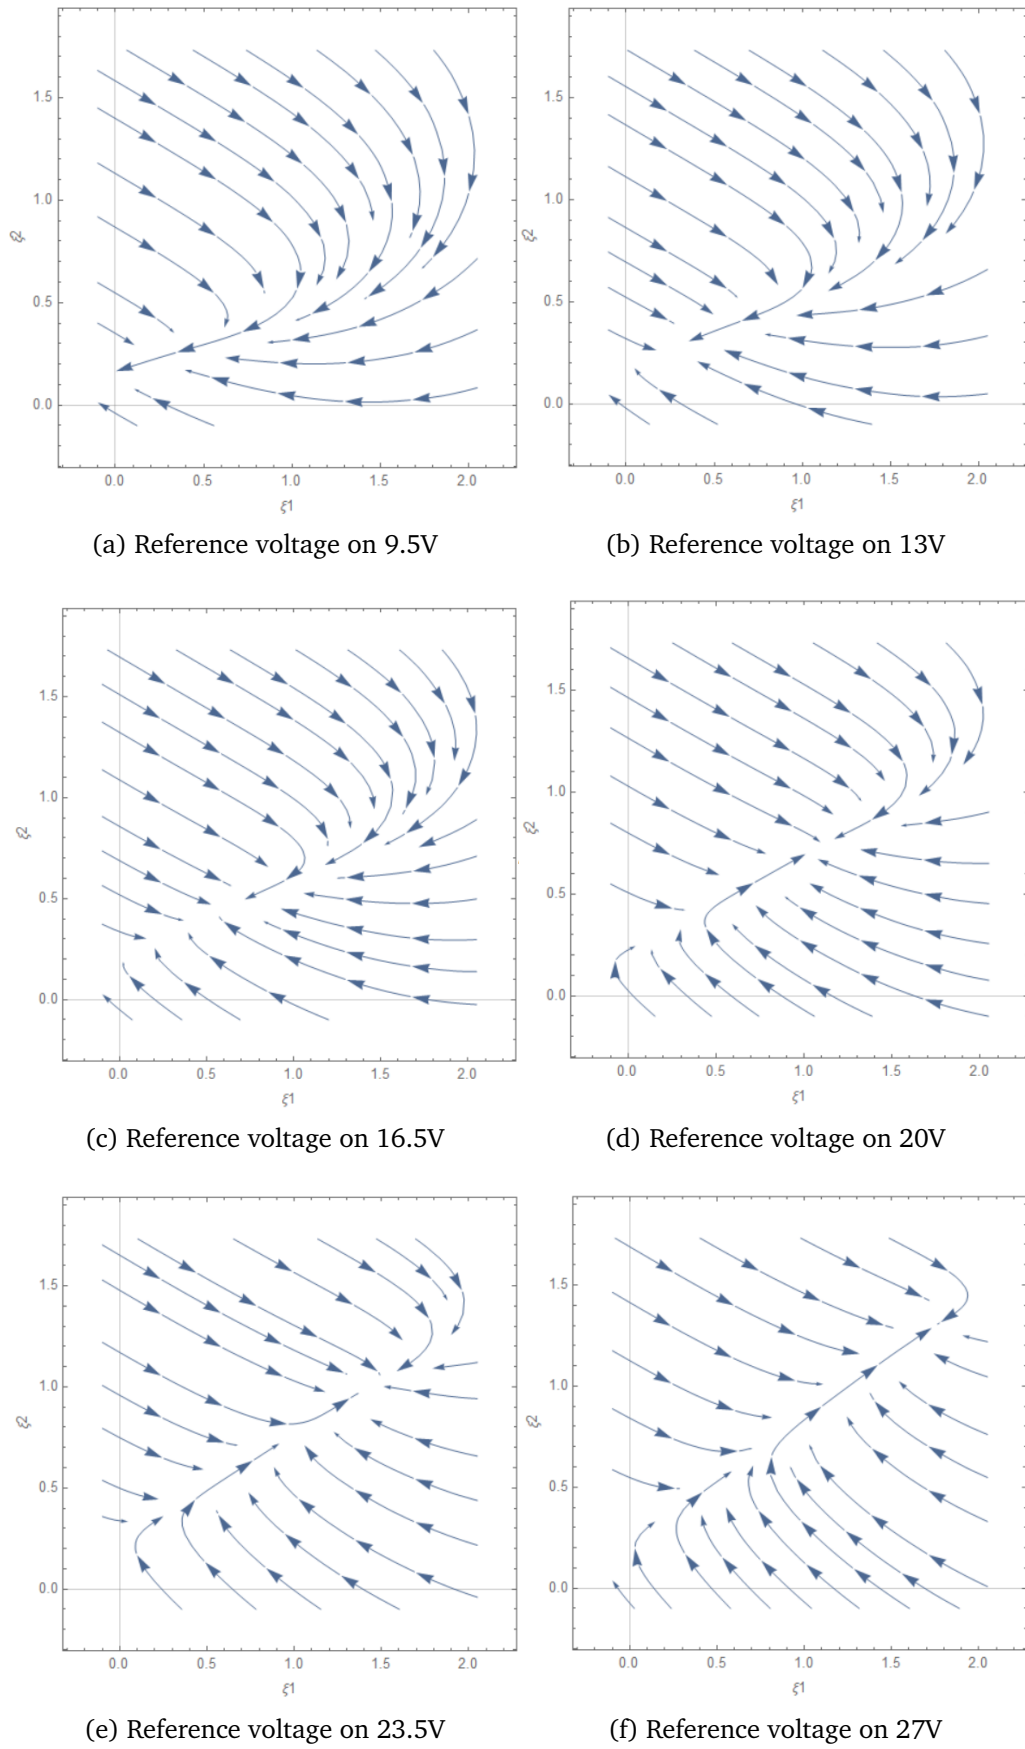 1.5
1.0
ξ2
0.5
0.0
0.0 0.5 1.0 1.5 2.0
ξ1
(a) Reference voltage on 9.5V
1.5
1.0
ξ2
0.5
0.0
0.0 0.5 1.0 1.5 2.0
ξ1
(b) Reference voltage on 13V
1.5
1.0
ξ2
0.5
0.0
0.0 0.5 1.0 1.5 2.0
ξ1
(c) Reference voltage on 16.5V
1.5
1.0
ξ2
0.5
0.0
0.0 0.5 1.0 1.5 2.0
ξ1
(d) Reference voltage on 20V
1.5
1.0
ξ2
0.5
0.0
0.0 0.5 1.0 1.5 2.0
ξ1
(e) Reference voltage on 23.5V
1.5
1.0
ξ2
0.5
0.0
0.0 0.5 1.0 1.5 2.0
ξ1
(f) Reference voltage on 27V